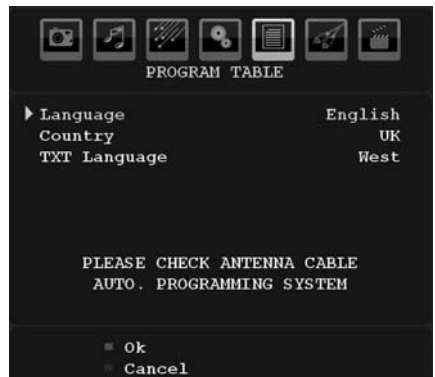 PROGRAM TABLE
Language English
Country UK
TXT Language West
PLEASE CHECK ANTENNA CABLE
AUTO. PROGRAMMING SYSTEM
Ok
Cancel